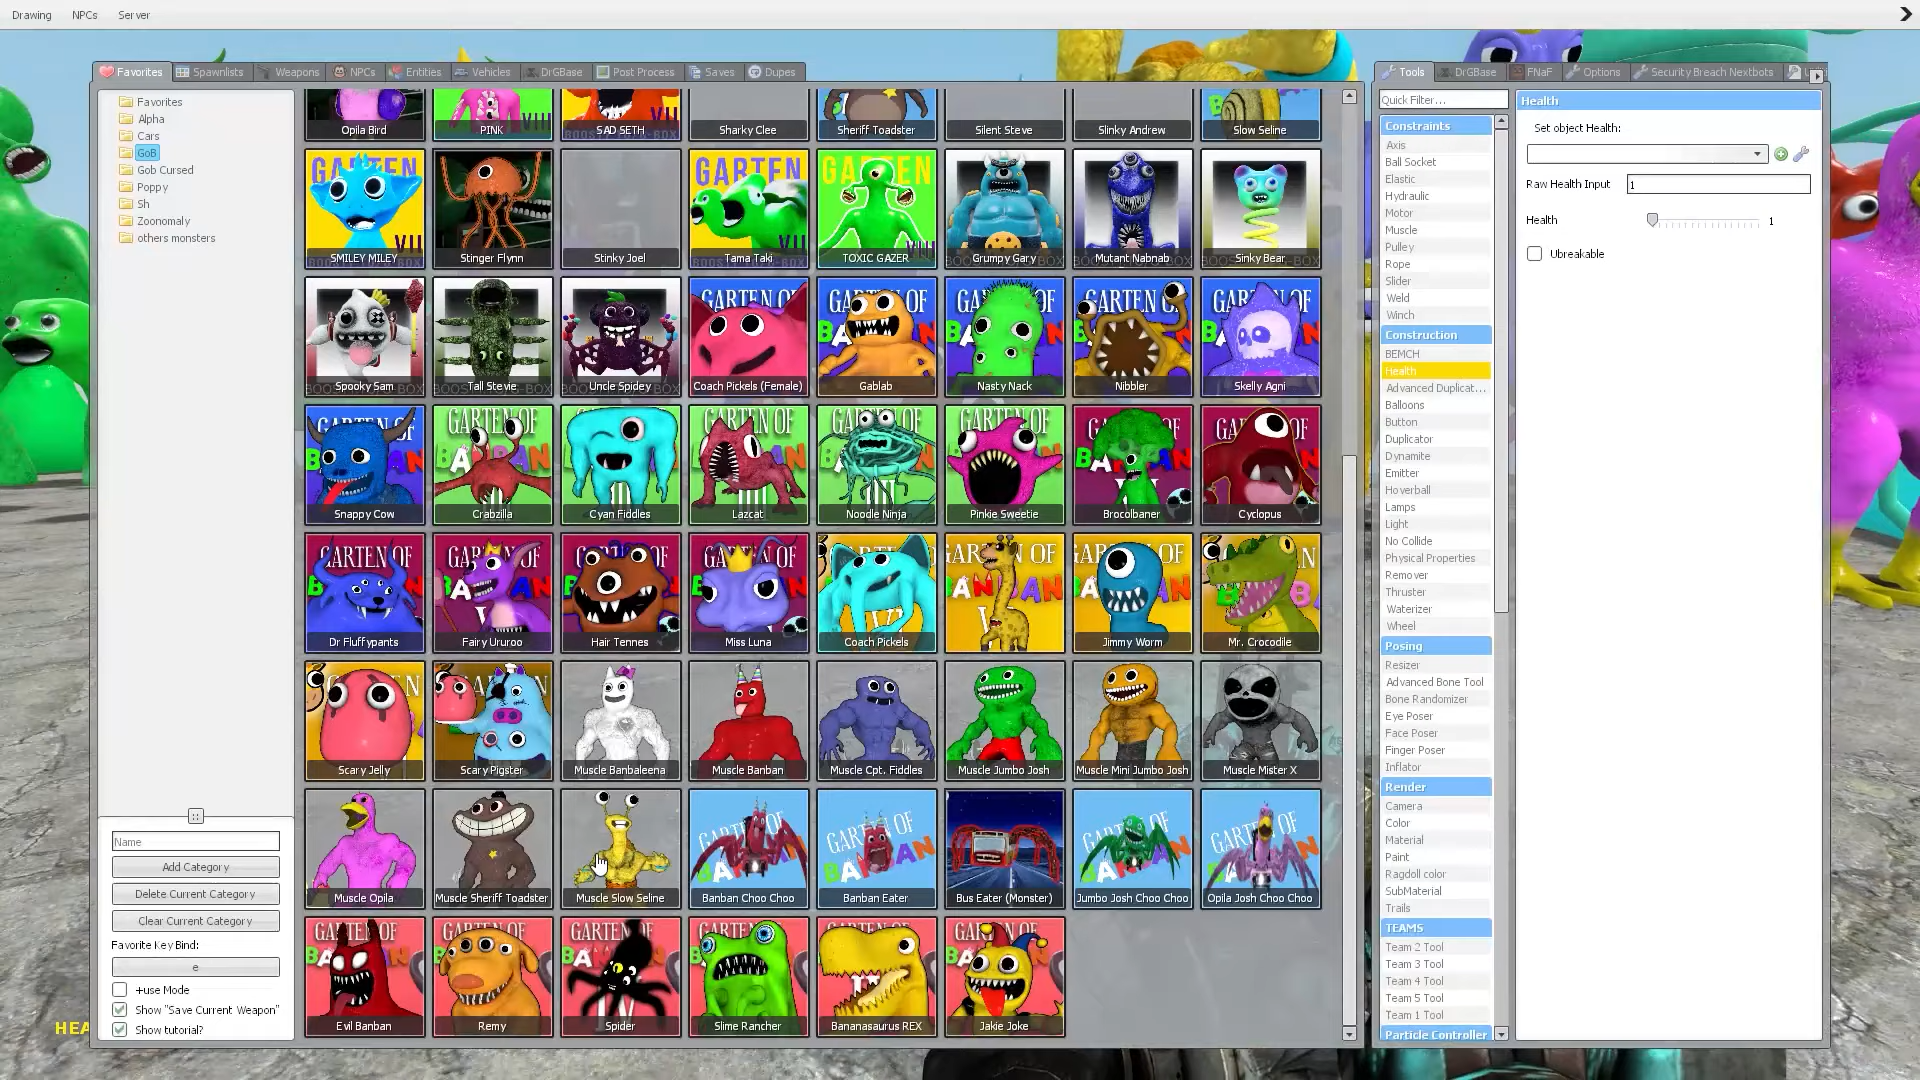 Drawing NPCs Server
Favorites Spawnlists Weapons NPCs Entities Vehicles DrGBase Post Process Saves Dupes
Favorites
Alpha
Cars
GoB
Gob Cursed
Poppy
Sh
Zoonomaly
others monsters
Name
Add Category
Delete Current Category
Clear Current Category
Favorite Key Bind:
e
+use Mode
Show "Save Current Weapon"
Show tutorial?
HEA
Opila Bird PINK SAD SETH Sharky Clee Sheriff Toadster Silent Steve Slinky Andrew Slow Seline
SMILEY MILEY Stinger Flynn Stinky Joel Tama Taki TOXIC GAZER Grumpy Gary Mutant Nabnab Sinky Bear
Spooky Sam Tall Stevie Uncle Spidey Coach Pickels (Female) Gablab Nasty Nack Nibbler Skelly Agni
Snappy Cow Crabzilla Cyan Fiddles Lazcat Noodle Ninja Pinkie Sweetie Brocolbaner Cyclopus
Dr Fluffypants Fairy Ururoo Hair Tennes Miss Luna Coach Pickels Jimmy Worm Mr. Crocodile
Scary Jelly Scary Pigster Muscle Banbaleena Muscle Banban Muscle Cpt. Fiddles Muscle Jumbo Josh Muscle Mini Jumbo Josh Muscle Mister X
Muscle Opila Muscle Sheriff Toadster Muscle Slow Seline Banban Choo Choo Banban Eater Bus Eater (Monster) Jumbo Josh Choo Choo Opila Josh Choo Choo
Evil Banban Remy Spider Slime Rancher Bananasaurus REX Jakie Joke
Tools DrGBase FNaF Options Security Breach Nextbots
Quick Filter...
Constraints
Axis
Ball Socket
Elastic
Hydraulic
Motor
Muscle
Pulley
Rope
Slider
Weld
Winch
Construction
BEMCH
Health
Advanced Duplicat...
Balloons
Button
Duplicator
Dynamite
Emitter
Hoverball
Lamps
Light
No Collide
Physical Properties
Remover
Thruster
Waterizer
Wheel
Posing
Resizer
Advanced Bone Tool
Bone Randomizer
Eye Poser
Face Poser
Finger Poser
Inflator
Render
Camera
Color
Material
Paint
Ragdoll color
SubMaterial
Trails
TEAMS
Team 2 Tool
Team 3 Tool
Team 4 Tool
Team 5 Tool
Team 1 Tool
Particle Controller
Health
Set object Health:
Raw Health Input 1
Health 1
Ubreakable